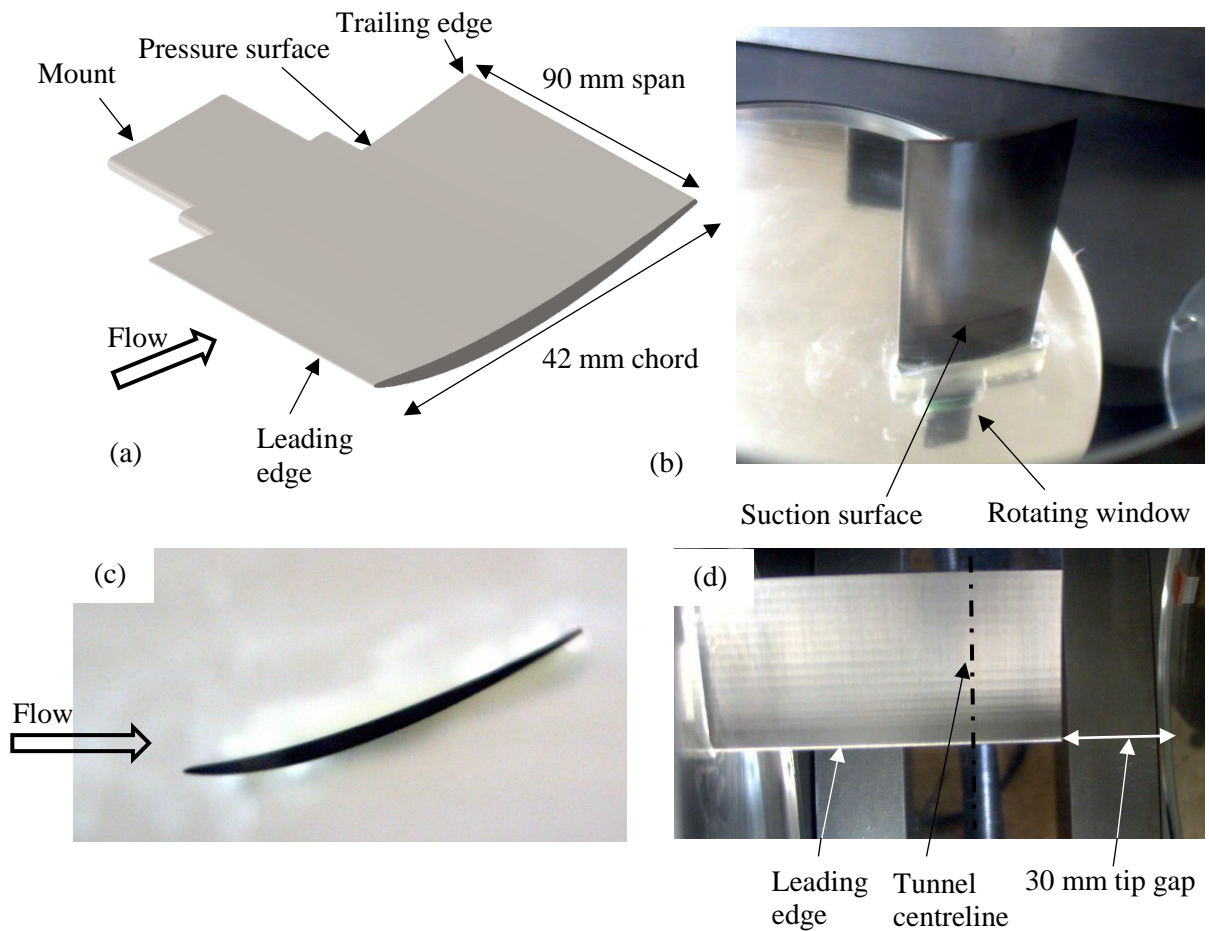 Trailing edge
Pressure surface
Mount
90 mm span
Flow
42 mm chord
Leading
edge
(a)
(b)
Suction surface
Rotating window
(c)
Flow
(d)
Leading
edge
Tunnel
centreline
30 mm tip gap